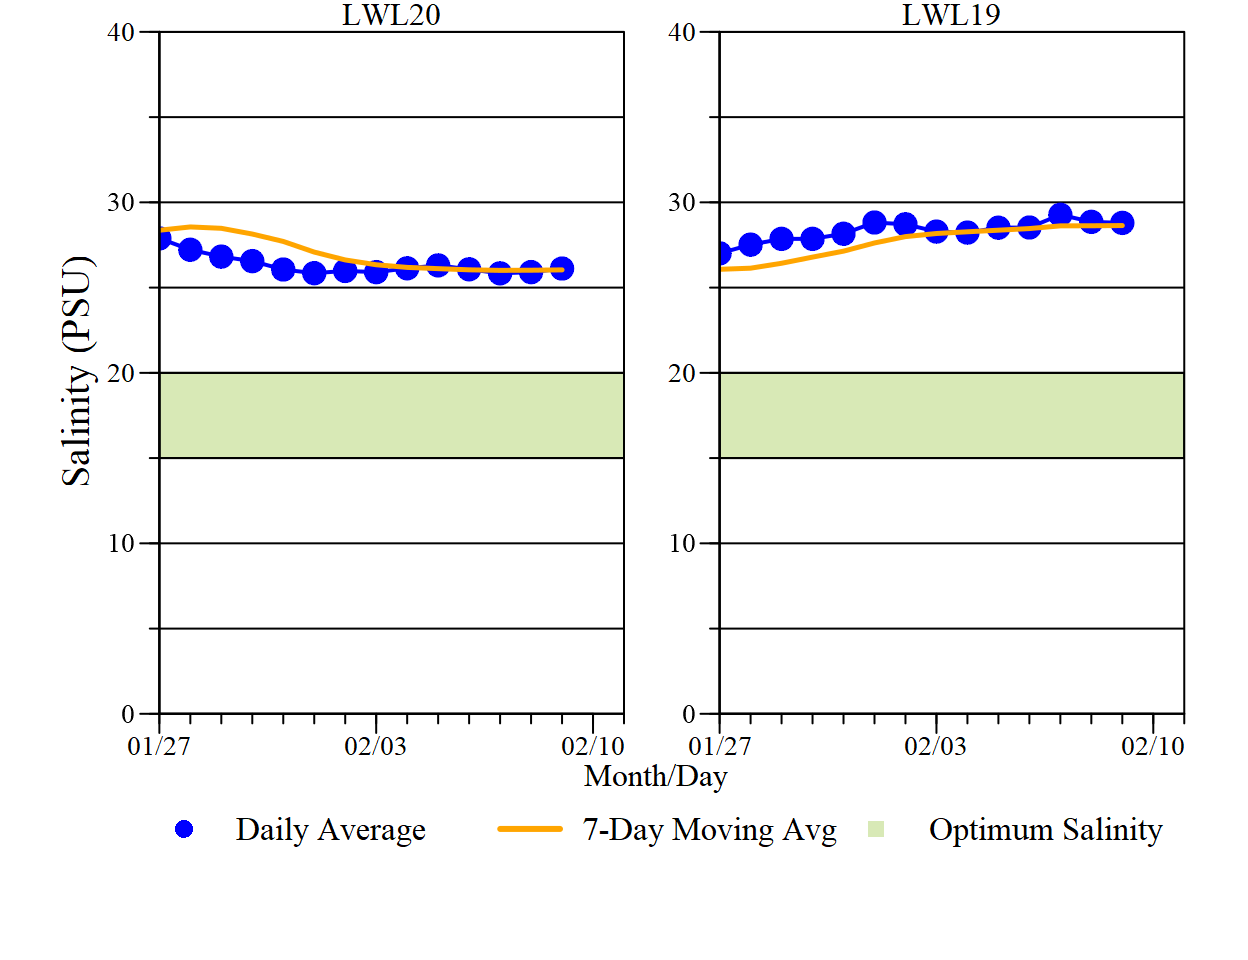 LWL20 LWL19
40 40
30 30
20 20
10 10
0 0
Salinity (PSU)
01/27 02/03 02/10 01/27 02/03 02/10
Month/Day
Daily Average 7-Day Moving Avg Optimum Salinity